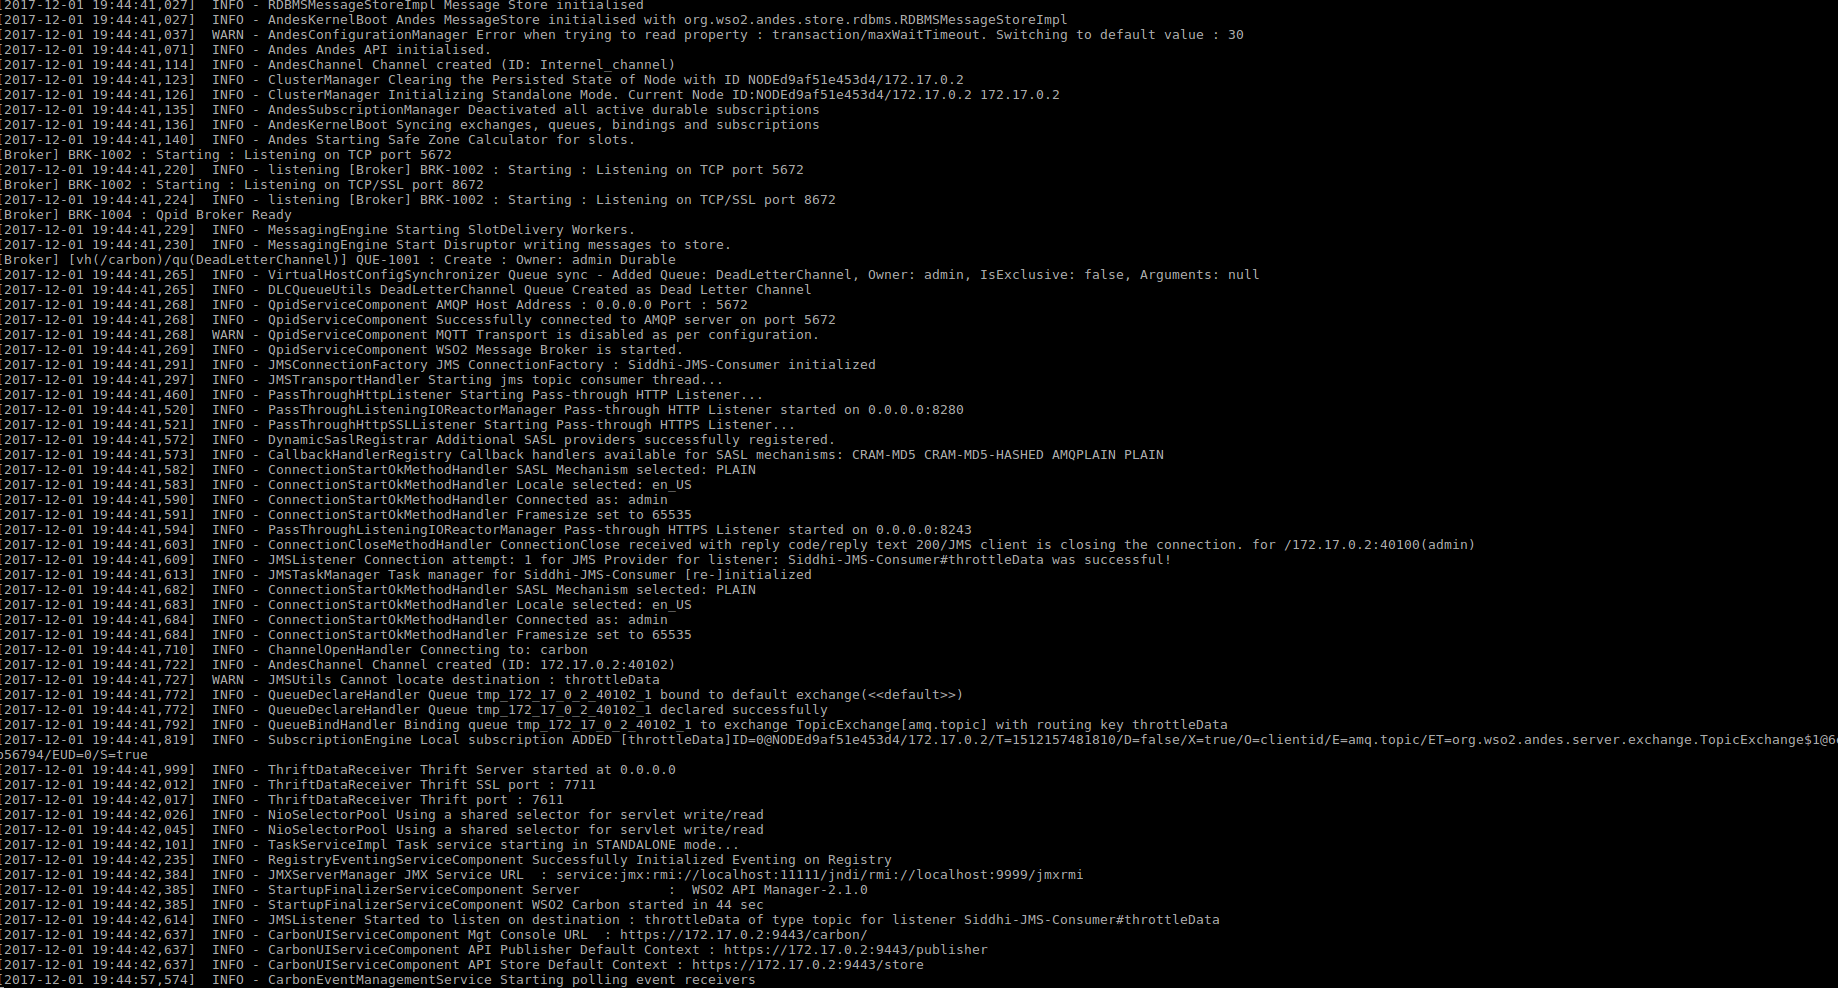 [2017-12-01 19:44:41,027]  INFO - RDBMSMessageStoreImpl Message Store initialised
[2017-12-01 19:44:41,027]  INFO - AndesKernelBoot Andes MessageStore initialised with org.wso2.andes.store.rdbms.RDBMSMessageStoreImpl
[2017-12-01 19:44:41,037]  WARN - AndesConfigurationManager Error when trying to read property : transaction/maxWaitTimeout. Switching to default value : 30
[2017-12-01 19:44:41,071]  INFO - Andes Andes API initialised.
[2017-12-01 19:44:41,114]  INFO - AndesChannel Channel created (ID: Internal_channel)
[2017-12-01 19:44:41,123]  INFO - ClusterManager Clearing the Persisted State of Node with ID NODEd9af51e453d4/172.17.0.2
[2017-12-01 19:44:41,126]  INFO - ClusterManager Initializing Standalone Mode. Current Node ID:NODEd9af51e453d4/172.17.0.2 172.17.0.2
[2017-12-01 19:44:41,135]  INFO - AndesSubscriptionManager Deactivated all active durable subscriptions
[2017-12-01 19:44:41,136]  INFO - AndesKernelBoot Syncing exchanges, queues, bindings and subscriptions
[2017-12-01 19:44:41,140]  INFO - Andes Starting Safe Zone Calculator for slots.
[Broker] BRK-1002 : Starting : Listening on TCP port 5672
[2017-12-01 19:44:41,220]  INFO - listening [Broker] BRK-1002 : Starting : Listening on TCP port 5672
[Broker] BRK-1002 : Starting : Listening on TCP/SSL port 8672
[2017-12-01 19:44:41,224]  INFO - listening [Broker] BRK-1002 : Starting : Listening on TCP/SSL port 8672
[Broker] BRK-1004 : Qpid Broker Ready
[2017-12-01 19:44:41,229]  INFO - MessagingEngine Starting SlotDelivery Workers.
[2017-12-01 19:44:41,230]  INFO - MessagingEngine Start Disruptor writing messages to store.
[Broker] [vh(/carbon)/qu(DeadLetterChannel)] QUE-1001 : Create : Owner: admin Durable
[2017-12-01 19:44:41,265]  INFO - VirtualHostConfigSynchronizer Queue sync - Added Queue: DeadLetterChannel, Owner: admin, IsExclusive: false, Arguments: null
[2017-12-01 19:44:41,265]  INFO - DLCQueueUtils DeadLetterChannel Queue Created as Dead Letter Channel
[2017-12-01 19:44:41,268]  INFO - QpidServiceComponent AMQP Host Address : 0.0.0.0 Port : 5672
[2017-12-01 19:44:41,268]  INFO - QpidServiceComponent Successfully connected to AMQP server on port 5672
[2017-12-01 19:44:41,268]  WARN - QpidServiceComponent MQTT Transport is disabled as per configuration.
[2017-12-01 19:44:41,269]  INFO - QpidServiceComponent WSO2 Message Broker is started.
[2017-12-01 19:44:41,291]  INFO - JMSConnectionFactory JMS ConnectionFactory : Siddhi-JMS-Consumer initialized
[2017-12-01 19:44:41,297]  INFO - JMSTransportHandler Starting jms topic consumer thread...
[2017-12-01 19:44:41,460]  INFO - PassThroughHttpListener Starting Pass-through HTTP Listener...
[2017-12-01 19:44:41,520]  INFO - PassThroughListeningIOReactorManager Pass-through HTTP Listener started on 0.0.0.0:8280
[2017-12-01 19:44:41,521]  INFO - PassThroughHttpSSLListener Starting Pass-through HTTPS Listener...
[2017-12-01 19:44:41,572]  INFO - DynamicSaslRegistrar Additional SASL providers successfully registered.
[2017-12-01 19:44:41,573]  INFO - CallbackHandlerRegistry Callback handlers available for SASL mechanisms: CRAM-MD5 CRAM-MD5-HASHED AMQPLAIN PLAIN
[2017-12-01 19:44:41,582]  INFO - ConnectionStartOkMethodHandler SASL Mechanism selected: PLAIN
[2017-12-01 19:44:41,583]  INFO - ConnectionStartOkMethodHandler Locale selected: en_US
[2017-12-01 19:44:41,590]  INFO - ConnectionStartOkMethodHandler Connected as: admin
[2017-12-01 19:44:41,591]  INFO - ConnectionStartOkMethodHandler Framesize set to 65535
[2017-12-01 19:44:41,594]  INFO - PassThroughListeningIOReactorManager Pass-through HTTPS Listener started on 0.0.0.0:8243
[2017-12-01 19:44:41,603]  INFO - ConnectionCloseMethodHandler ConnectionClose received with reply code/reply text 200/JMS client is closing the connection. for /172.17.0.2:40100(admin)
[2017-12-01 19:44:41,609]  INFO - JMSListener Connection attempt: 1 for JMS Provider for listener: Siddhi-JMS-Consumer#throttleData was successful!
[2017-12-01 19:44:41,613]  INFO - JMSTaskManager Task manager for Siddhi-JMS-Consumer [re-]initialized
[2017-12-01 19:44:41,682]  INFO - ConnectionStartOkMethodHandler SASL Mechanism selected: PLAIN
[2017-12-01 19:44:41,683]  INFO - ConnectionStartOkMethodHandler Locale selected: en_US
[2017-12-01 19:44:41,684]  INFO - ConnectionStartOkMethodHandler Connected as: admin
[2017-12-01 19:44:41,684]  INFO - ConnectionStartOkMethodHandler Framesize set to 65535
[2017-12-01 19:44:41,710]  INFO - ChannelOpenHandler Connecting to: carbon
[2017-12-01 19:44:41,722]  INFO - AndesChannel Channel created (ID: 172.17.0.2:40102)
[2017-12-01 19:44:41,727]  WARN - JMSUtils Cannot locate destination : throttleData
[2017-12-01 19:44:41,772]  INFO - QueueDeclareHandler Queue tmp_172_17_0_2_40102_1 bound to default exchange(<<default>>)
[2017-12-01 19:44:41,772]  INFO - QueueDeclareHandler Queue tmp_172_17_0_2_40102_1 declared successfully
[2017-12-01 19:44:41,792]  INFO - QueueBindHandler Binding queue tmp_172_17_0_2_40102_1 to exchange TopicExchange[amq.topic] with routing key throttleData
[2017-12-01 19:44:41,819]  INFO - SubscriptionEngine Local subscription ADDED [throttleData]ID=0@NODEd9af51e453d4/172.17.0.2/T=1512157481810/D=false/X=true/O=clientid/E=amq.topic/ET=org.wso2.andes.server.exchange.TopicExchange$1@6
56794/EUD=0/S=true
[2017-12-01 19:44:41,999]  INFO - ThriftDataReceiver Thrift Server started at 0.0.0.0
[2017-12-01 19:44:42,012]  INFO - ThriftDataReceiver Thrift SSL port : 7711
[2017-12-01 19:44:42,017]  INFO - ThriftDataReceiver Thrift port : 7611
[2017-12-01 19:44:42,026]  INFO - NioSelectorPool Using a shared selector for servlet write/read
[2017-12-01 19:44:42,045]  INFO - NioSelectorPool Using a shared selector for servlet write/read
[2017-12-01 19:44:42,101]  INFO - TaskServiceImpl Task service starting in STANDALONE mode...
[2017-12-01 19:44:42,235]  INFO - RegistryEventingServiceComponent Successfully Initialized Eventing on Registry
[2017-12-01 19:44:42,384]  INFO - JMXServerManager JMX Service URL  : service:jmx:rmi://localhost:11111/jndi/rmi://localhost:9999/jmxrmi
[2017-12-01 19:44:42,385]  INFO - StartupFinalizerServiceComponent Server           :  WSO2 API Manager-2.1.0
[2017-12-01 19:44:42,385]  INFO - StartupFinalizerServiceComponent WSO2 Carbon started in 44 sec
[2017-12-01 19:44:42,614]  INFO - JMSListener Started to listen on destination : throttleData of type topic for listener Siddhi-JMS-Consumer#throttleData
[2017-12-01 19:44:42,637]  INFO - CarbonUIServiceComponent Mgt Console URL  : https://172.17.0.2:9443/carbon/
[2017-12-01 19:44:42,637]  INFO - CarbonUIServiceComponent API Publisher Default Context : https://172.17.0.2:9443/publisher
[2017-12-01 19:44:42,637]  INFO - CarbonUIServiceComponent API Store Default Context : https://172.17.0.2:9443/store
[2017-12-01 19:44:57,574]  INFO - CarbonEventManagementService Starting polling event receivers